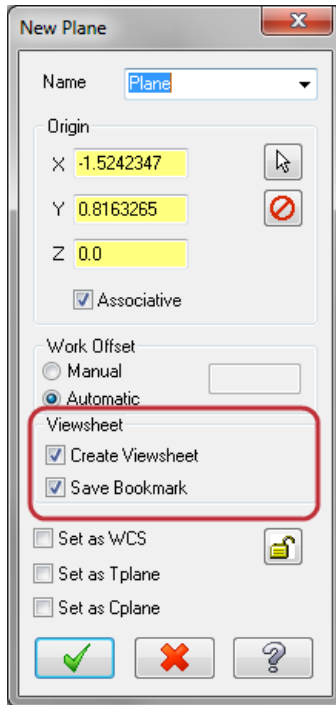 New Plane
Name Plane
Origin
X -1.5242347
Y 0.8163265
Z 0.0
Associative
Work Offset
Manual
Automatic
Viewsheet
Create Viewsheet
Save Bookmark
Set as WCS
Set as Tplane
Set as Cplane
?